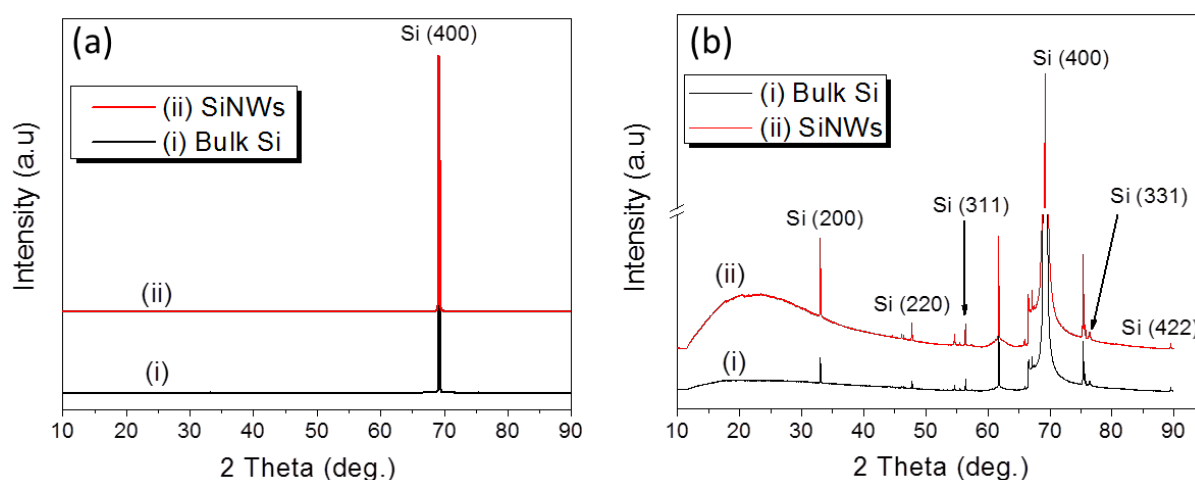 (a)
Si (400)
(ii) SiNWs
(i) Bulk Si
(ii)
(i)
Intensity (a.u)
10 20 30 40 50 60 70 80 90
2 Theta (deg.)
(b)
Si (400)
(i) Bulk Si
(ii) SiNWs
Si (331)
Si (311)
Si (200)
(ii)
Si (220)
Si (422)
(i)
Intensity (a.u)
10 20 30 40 50 60 70 80 90
2 Theta (deg.)